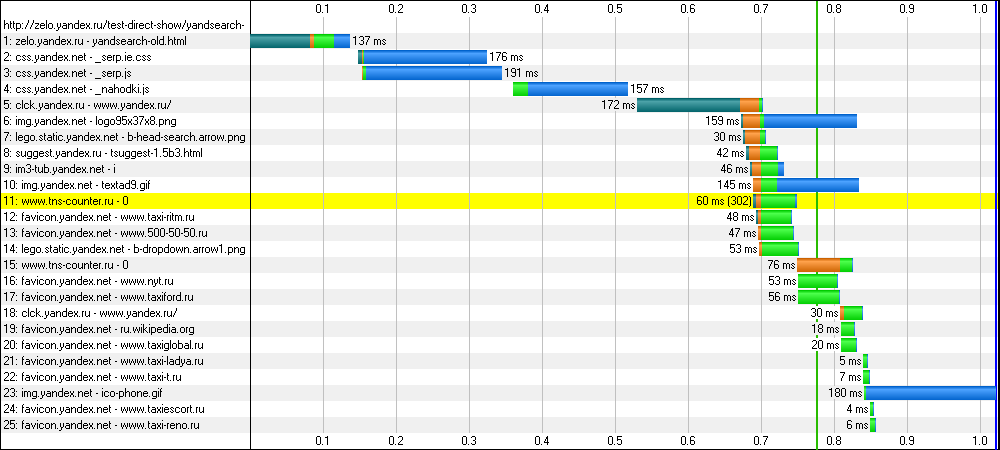 0.1 0.2 0.3 0.4 0.5 0.6 0.7 0.8 0.9 1.0
http://zelo.yandex.ru/test-direct-show/yandsearch-
1: zelo.yandex.ru - yandsearch-old.html 137 ms
2: css.yandex.net - _serp.ie.css 176 ms
3: css.yandex.net - _serp.js 191 ms
4: css.yandex.net - _nahodki.js 157 ms
5: clck.yandex.ru - www.yandex.ru/ 172 ms
6: img.yandex.net - logo95x37x8.png 159 ms
7: lego.static.yandex.net - b-head-search.arrow.png 30 ms
8: suggest.yandex.ru - tsuggest-1.5b3.html 42 ms
9: im3-tub.yandex.net - i 46 ms
10: img.yandex.net - textad9.gif 145 ms
11: www.tns-counter.ru - 0 60 ms (302)
12: favicon.yandex.net - www.taxi-ritm.ru 48 ms
13: favicon.yandex.net - www.500-50-50.ru 47 ms
14: lego.static.yandex.net - b-dropdown.arrow1.png 53 ms
15: www.tns-counter.ru - 0 76 ms
16: favicon.yandex.net - www.nyt.ru 53 ms
17: favicon.yandex.net - www.taxiford.ru 56 ms
18: clck.yandex.ru - www.yandex.ru/ 30 ms
19: favicon.yandex.net - ru.wikipedia.org 18 ms
20: favicon.yandex.net - www.taxiglobal.ru 20 ms
21: favicon.yandex.net - www.taxi-ladya.ru 5 ms
22: favicon.yandex.net - www.taxi-t.ru 7 ms
23: img.yandex.net - ico-phone.gif 180 ms
24: favicon.yandex.net - www.taxiescort.ru 4 ms
25: favicon.yandex.net - www.taxi-reno.ru 6 ms
0.1 0.2 0.3 0.4 0.5 0.6 0.7 0.8 0.9 1.0